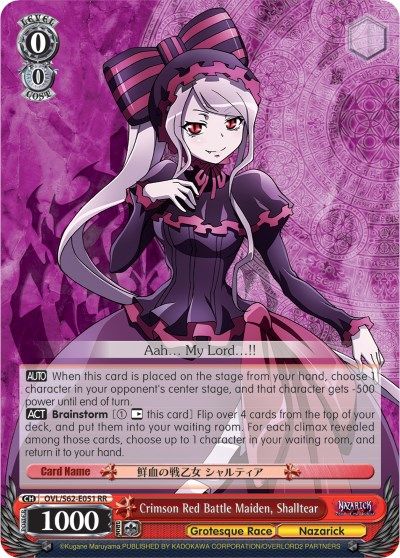 LEVEL
0
0
COST
Aah… My Lord…!!
AUTO When this card is placed on the stage from your hand, choose 1
character in your opponent's center stage, and that character gets -500
power until end of turn.
ACT Brainstorm [① this card] Flip over 4 cards from the top of your
deck, and put them into your waiting room. For each climax revealed
among those cards, choose up to 1 character in your waiting room, and
return it to your hand.
Card Name 鮮血の戦乙女 シャルティア
CH OVL/S62-E051 RR
POWER 1000
Crimson Red Battle Maiden, Shalltear
NAZARICK
Grotesque Race Nazarick
©Kugane Maruyama,PUBLISHED BY KADOKAWA CORPORATION/OVERLORD2 PARTNERS